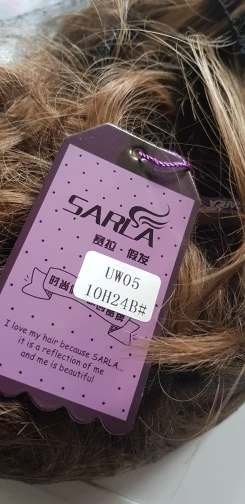 SARLA
赛拉·假发
UW05
10H24B#
时尚
I love my hair because SARLA...
it is a reflection of me
and me is beautiful